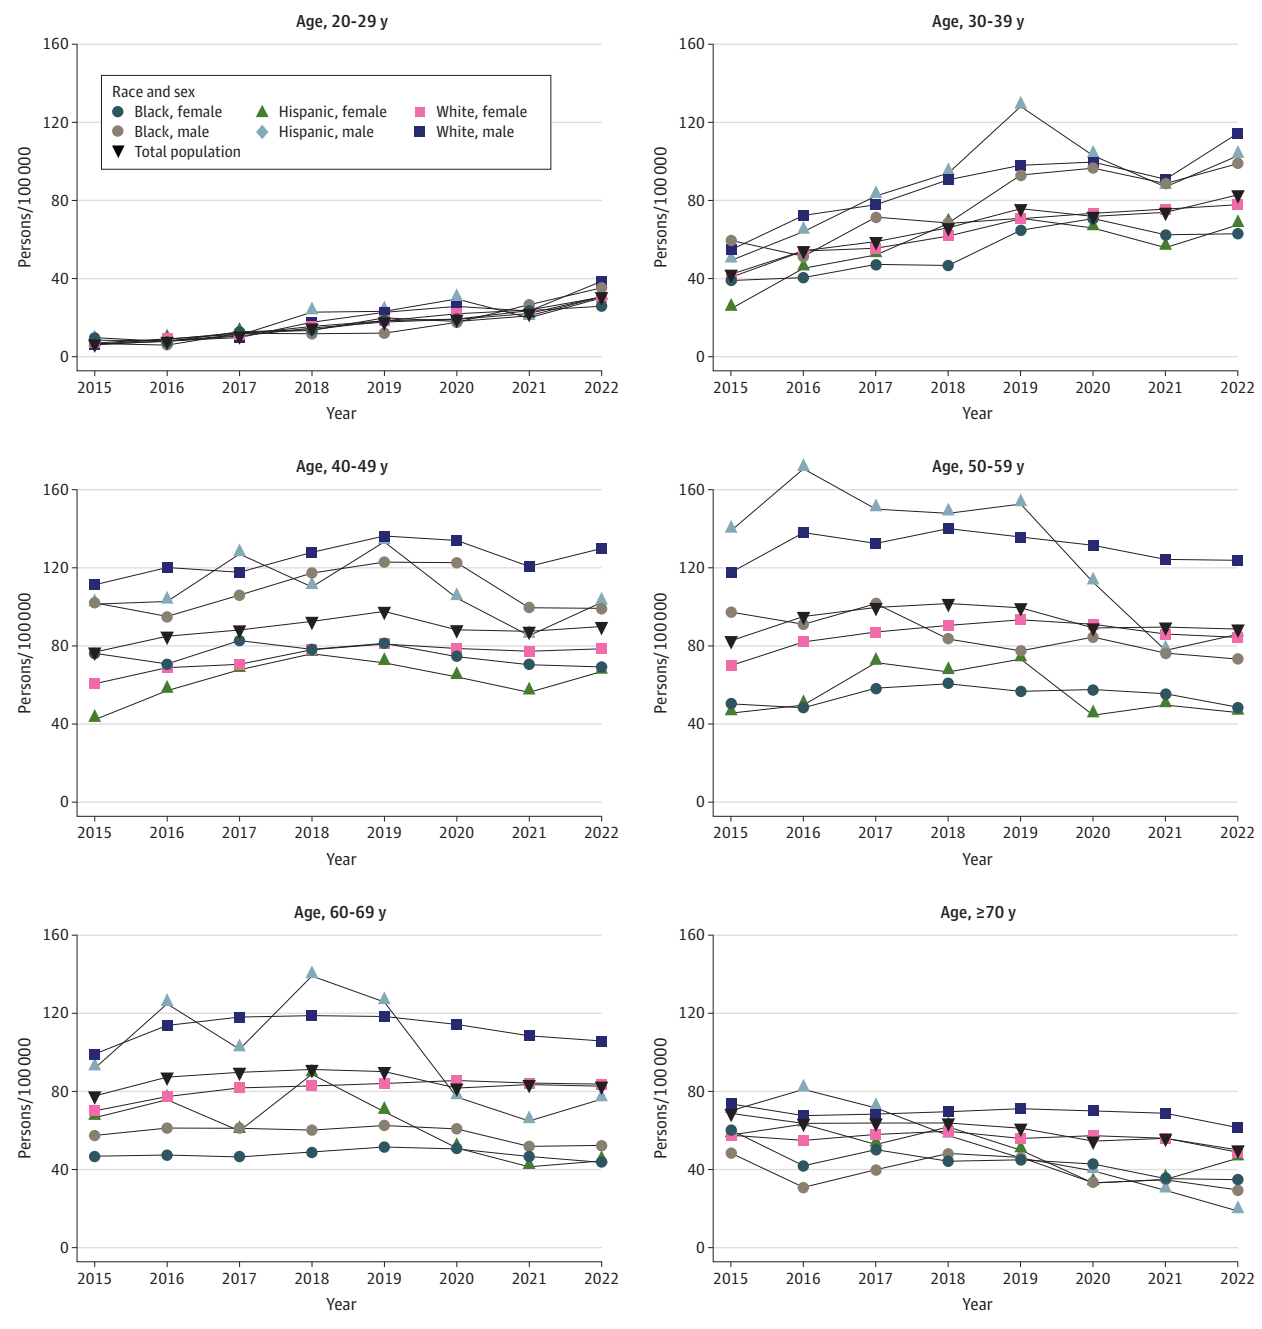 Age, 20-29 y
160
120
80
40
0
Persons/100 000
Race and sex
Black, female
Hispanic, female
White, female
Black, male
Hispanic, male
White, male
Total population
2015 2016 2017 2018 2019 2020 2021 2022
Year
Age, 30-39 y
160
120
80
40
0
Persons/100 000
2015 2016 2017 2018 2019 2020 2021 2022
Year
Age, 40-49 y
160
120
80
40
0
Persons/100 000
2015 2016 2017 2018 2019 2020 2021 2022
Year
Age, 50-59 y
160
120
80
40
0
Persons/100 000
2015 2016 2017 2018 2019 2020 2021 2022
Year
Age, 60-69 y
160
120
80
40
0
Persons/100 000
2015 2016 2017 2018 2019 2020 2021 2022
Year
Age, ≥70 y
160
120
80
40
0
Persons/100 000
2015 2016 2017 2018 2019 2020 2021 2022
Year